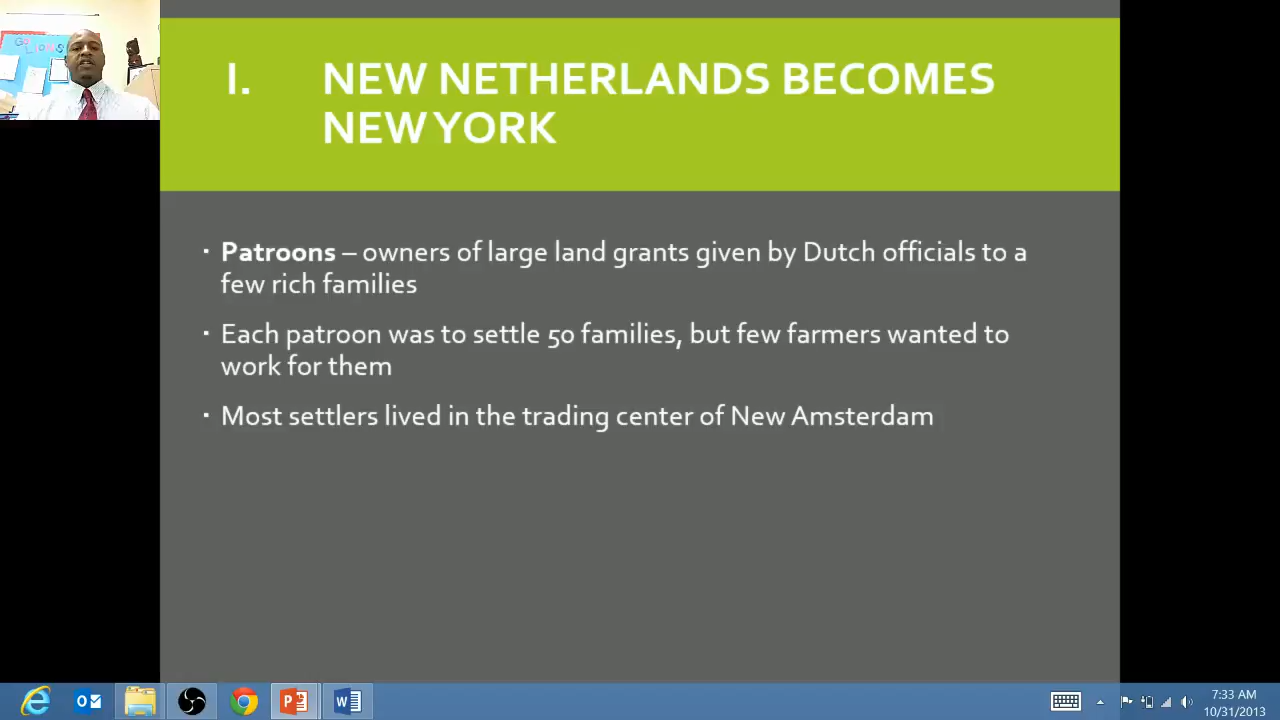 GO
LIONS
I. NEW NETHERLANDS BECOMES
NEW YORK
▪ Patroons – owners of large land grants given by Dutch officials to a
few rich families
▪ Each patroon was to settle 50 families, but few farmers wanted to
work for them
▪ Most settlers lived in the trading center of New Amsterdam
7:33 AM
10/31/2013